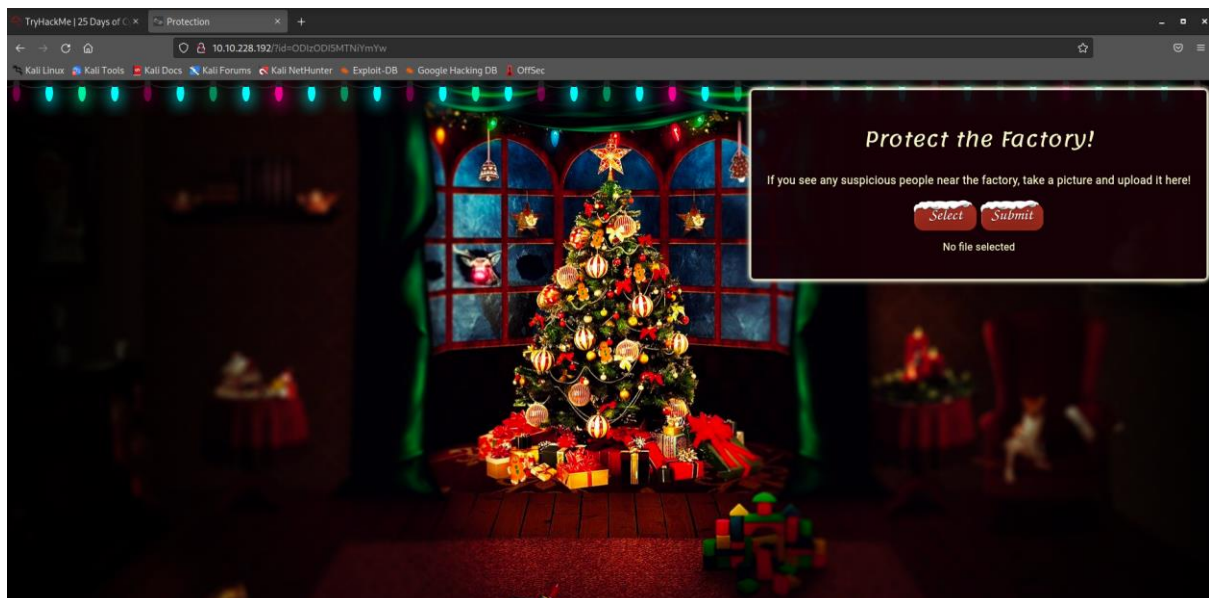 TryHackMe | 25 Days of C
Protection
10.10.228.192/?id=ODIzODI5MTNiYmYw
Kali Linux
Kali Tools
Kali Docs
Kali Forums
Kali NetHunter
Exploit-DB
Google Hacking DB
OffSec
Protect the Factory!
If you see any suspicious people near the factory, take a picture and upload it here!
Select
Submit
No file selected